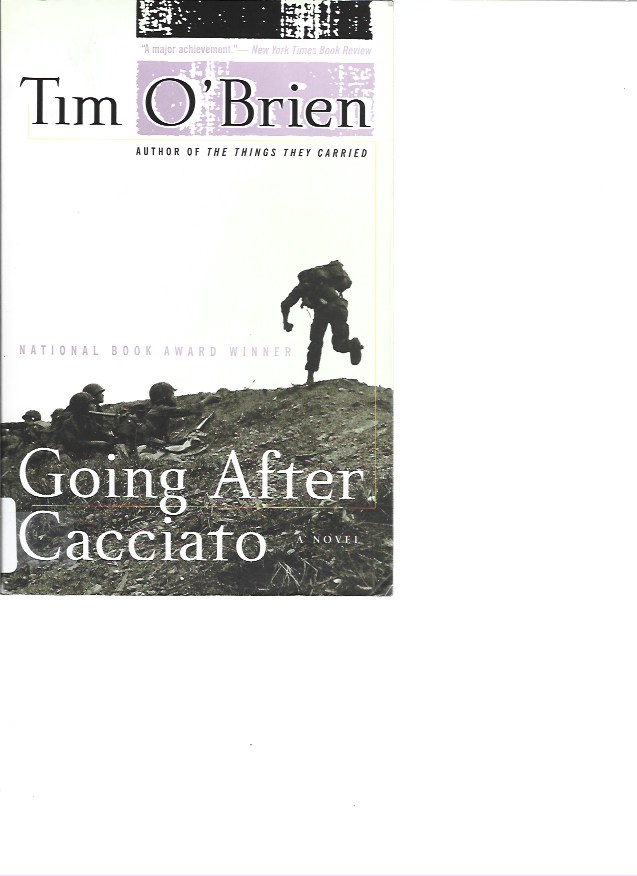 "A major achievement."— New York Times Book Review
Tim O'Brien
AUTHOR OF THE THINGS THEY CARRIED
NATIONAL BOOK AWARD WINNER
Going After
Cacciato
A NOVEL